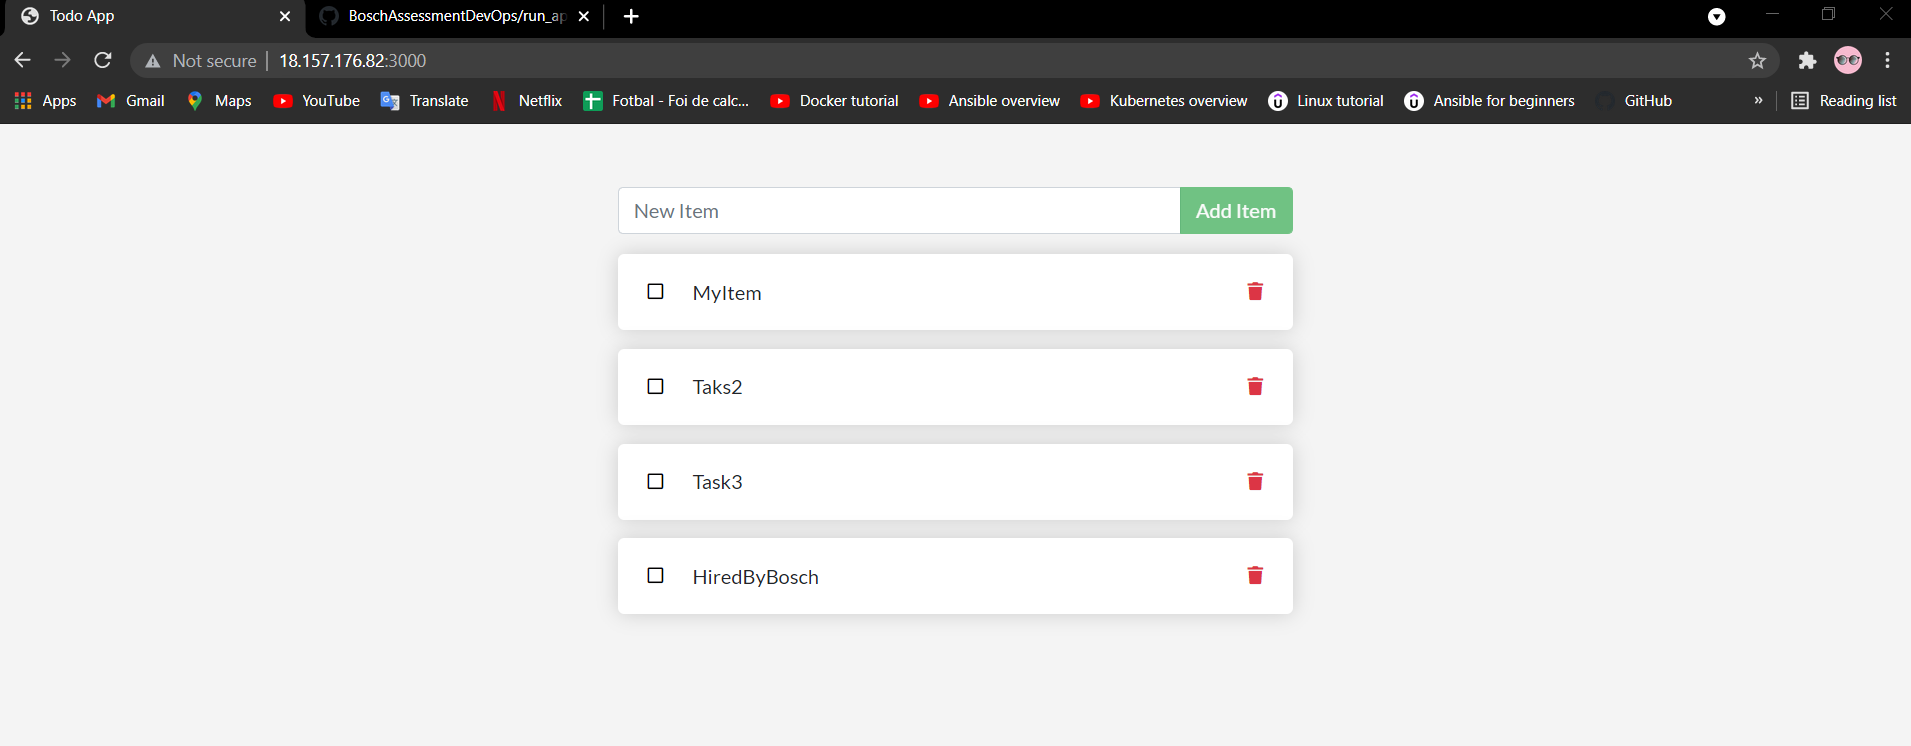 Todo App
BoschAssessmentDevOps/run_ap
Not secure
18.157.176.82:3000
Apps Gmail Maps YouTube Translate Netflix Fotbal - Foi de calc... Docker tutorial Ansible overview Kubernetes overview Linux tutorial Ansible for beginners GitHub » Reading list
New Item Add Item
MyItem
Taks2
Task3
HiredByBosch